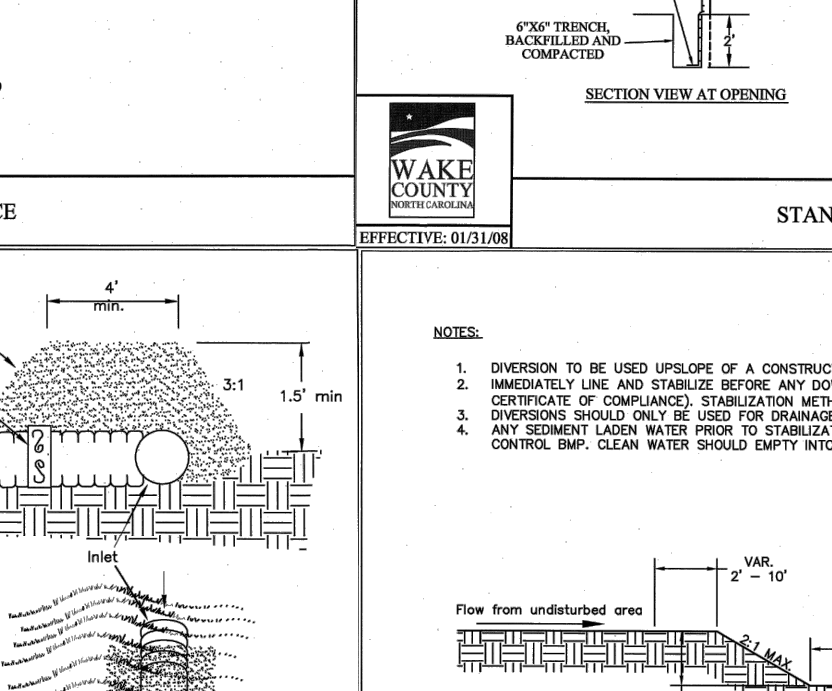 6"X6" TRENCH,
BACKFILLED AND
COMPACTED
2'
SECTION VIEW AT OPENING
WAKE
COUNTY
NORTH CAROLINA
EFFECTIVE: 01/31/08
CE
STAN
4'
min.
3:1
1.5' min
Inlet
NOTES:
1. DIVERSION TO BE USED UPSLOPE OF A CONSTRUC
2. IMMEDIATELY LINE AND STABILIZE BEFORE ANY DO
CERTIFICATE OF COMPLIANCE). STABILIZATION METH
3. DIVERSIONS SHOULD ONLY BE USED FOR DRAINAGE
4. ANY SEDIMENT LADEN WATER PRIOR TO STABILIZAT
CONTROL BMP. CLEAN WATER SHOULD EMPTY INTO
VAR.
2' - 10'
Flow from undisturbed area
2:1 MAX.